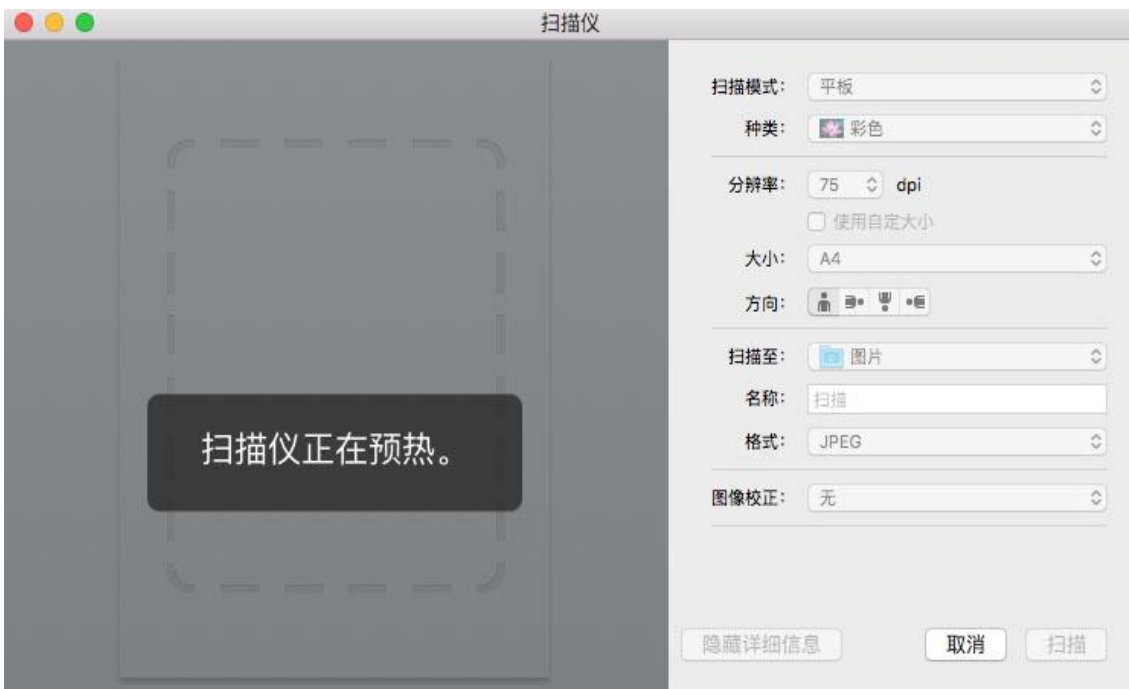 扫描仪
扫描模式： 平板
种类： 彩色
分辨率： 75 dpi
使用自定大小
大小： A4
方向：
扫描至： 图片
名称： 扫描
格式： JPEG
图像校正： 无
扫描仪正在预热。
隐藏详细信息 取消 扫描